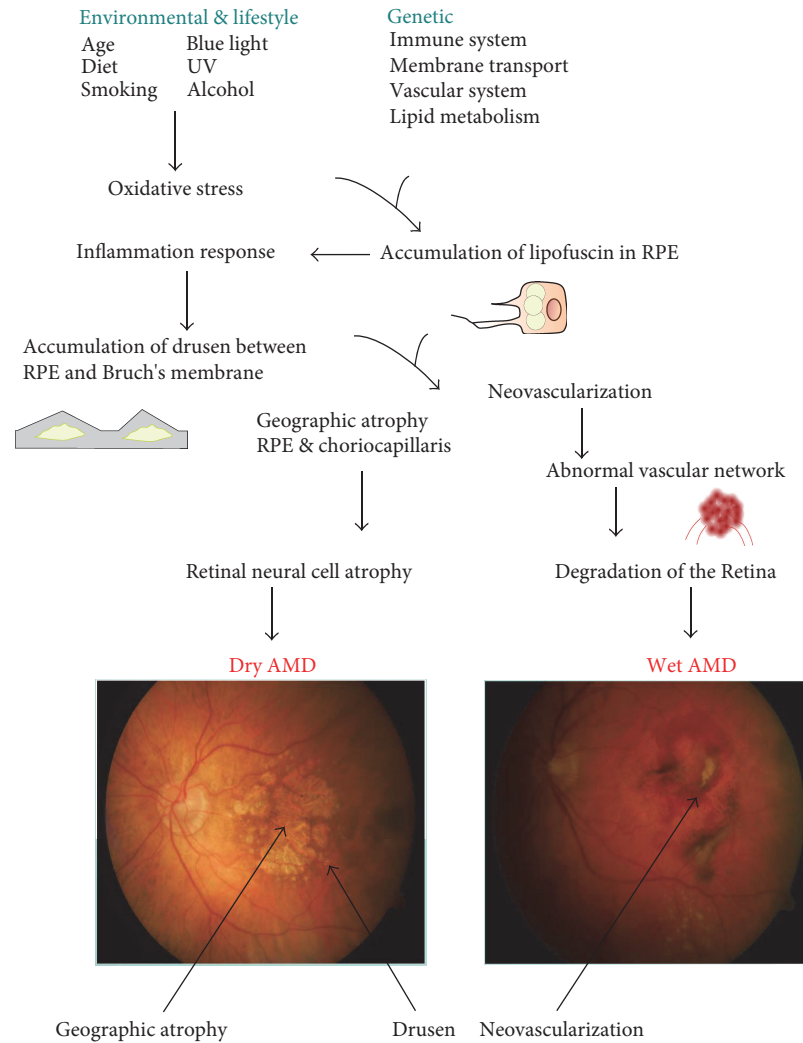 Environmental & lifestyle
Age Blue light
Diet UV
Smoking Alcohol
Genetic
Immune system
Membrane transport
Vascular system
Lipid metabolism
Oxidative stress
Inflammation response
Accumulation of lipofuscin in RPE
Accumulation of drusen between
RPE and Bruch's membrane
Neovascularization
Geographic atrophy
RPE & choriocapillaris
Abnormal vascular network
Retinal neural cell atrophy
Degradation of the Retina
Dry AMD
Wet AMD
Geographic atrophy
Drusen
Neovascularization